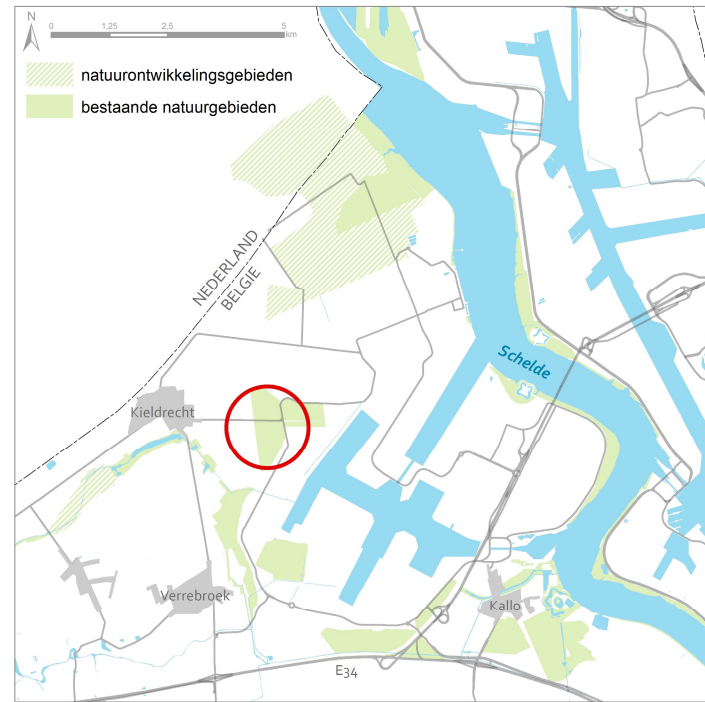 N
0 1,25 2,5 5
km
natuurontwikkelingsgebieden
bestaande natuurgebieden
NEDERLAND
BELGIE
Schelde
Kieldrecht
Verrebroek
Kallo
E34